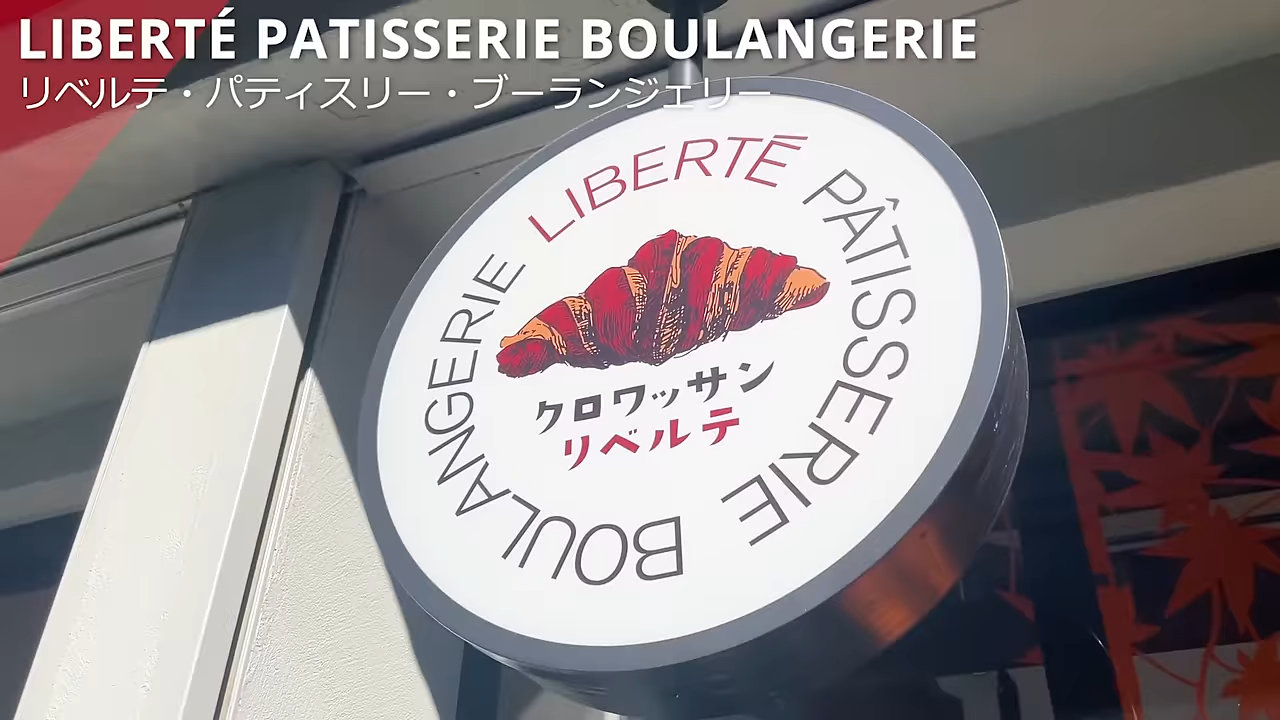 LIBERTÉ PATISSERIE BOULANGERIE
リベルテ・パティスリー・ブーランジェリー
LIBERTÉ PÂTISSERIE BOULANGERIE
クロワッサン
リベルテ